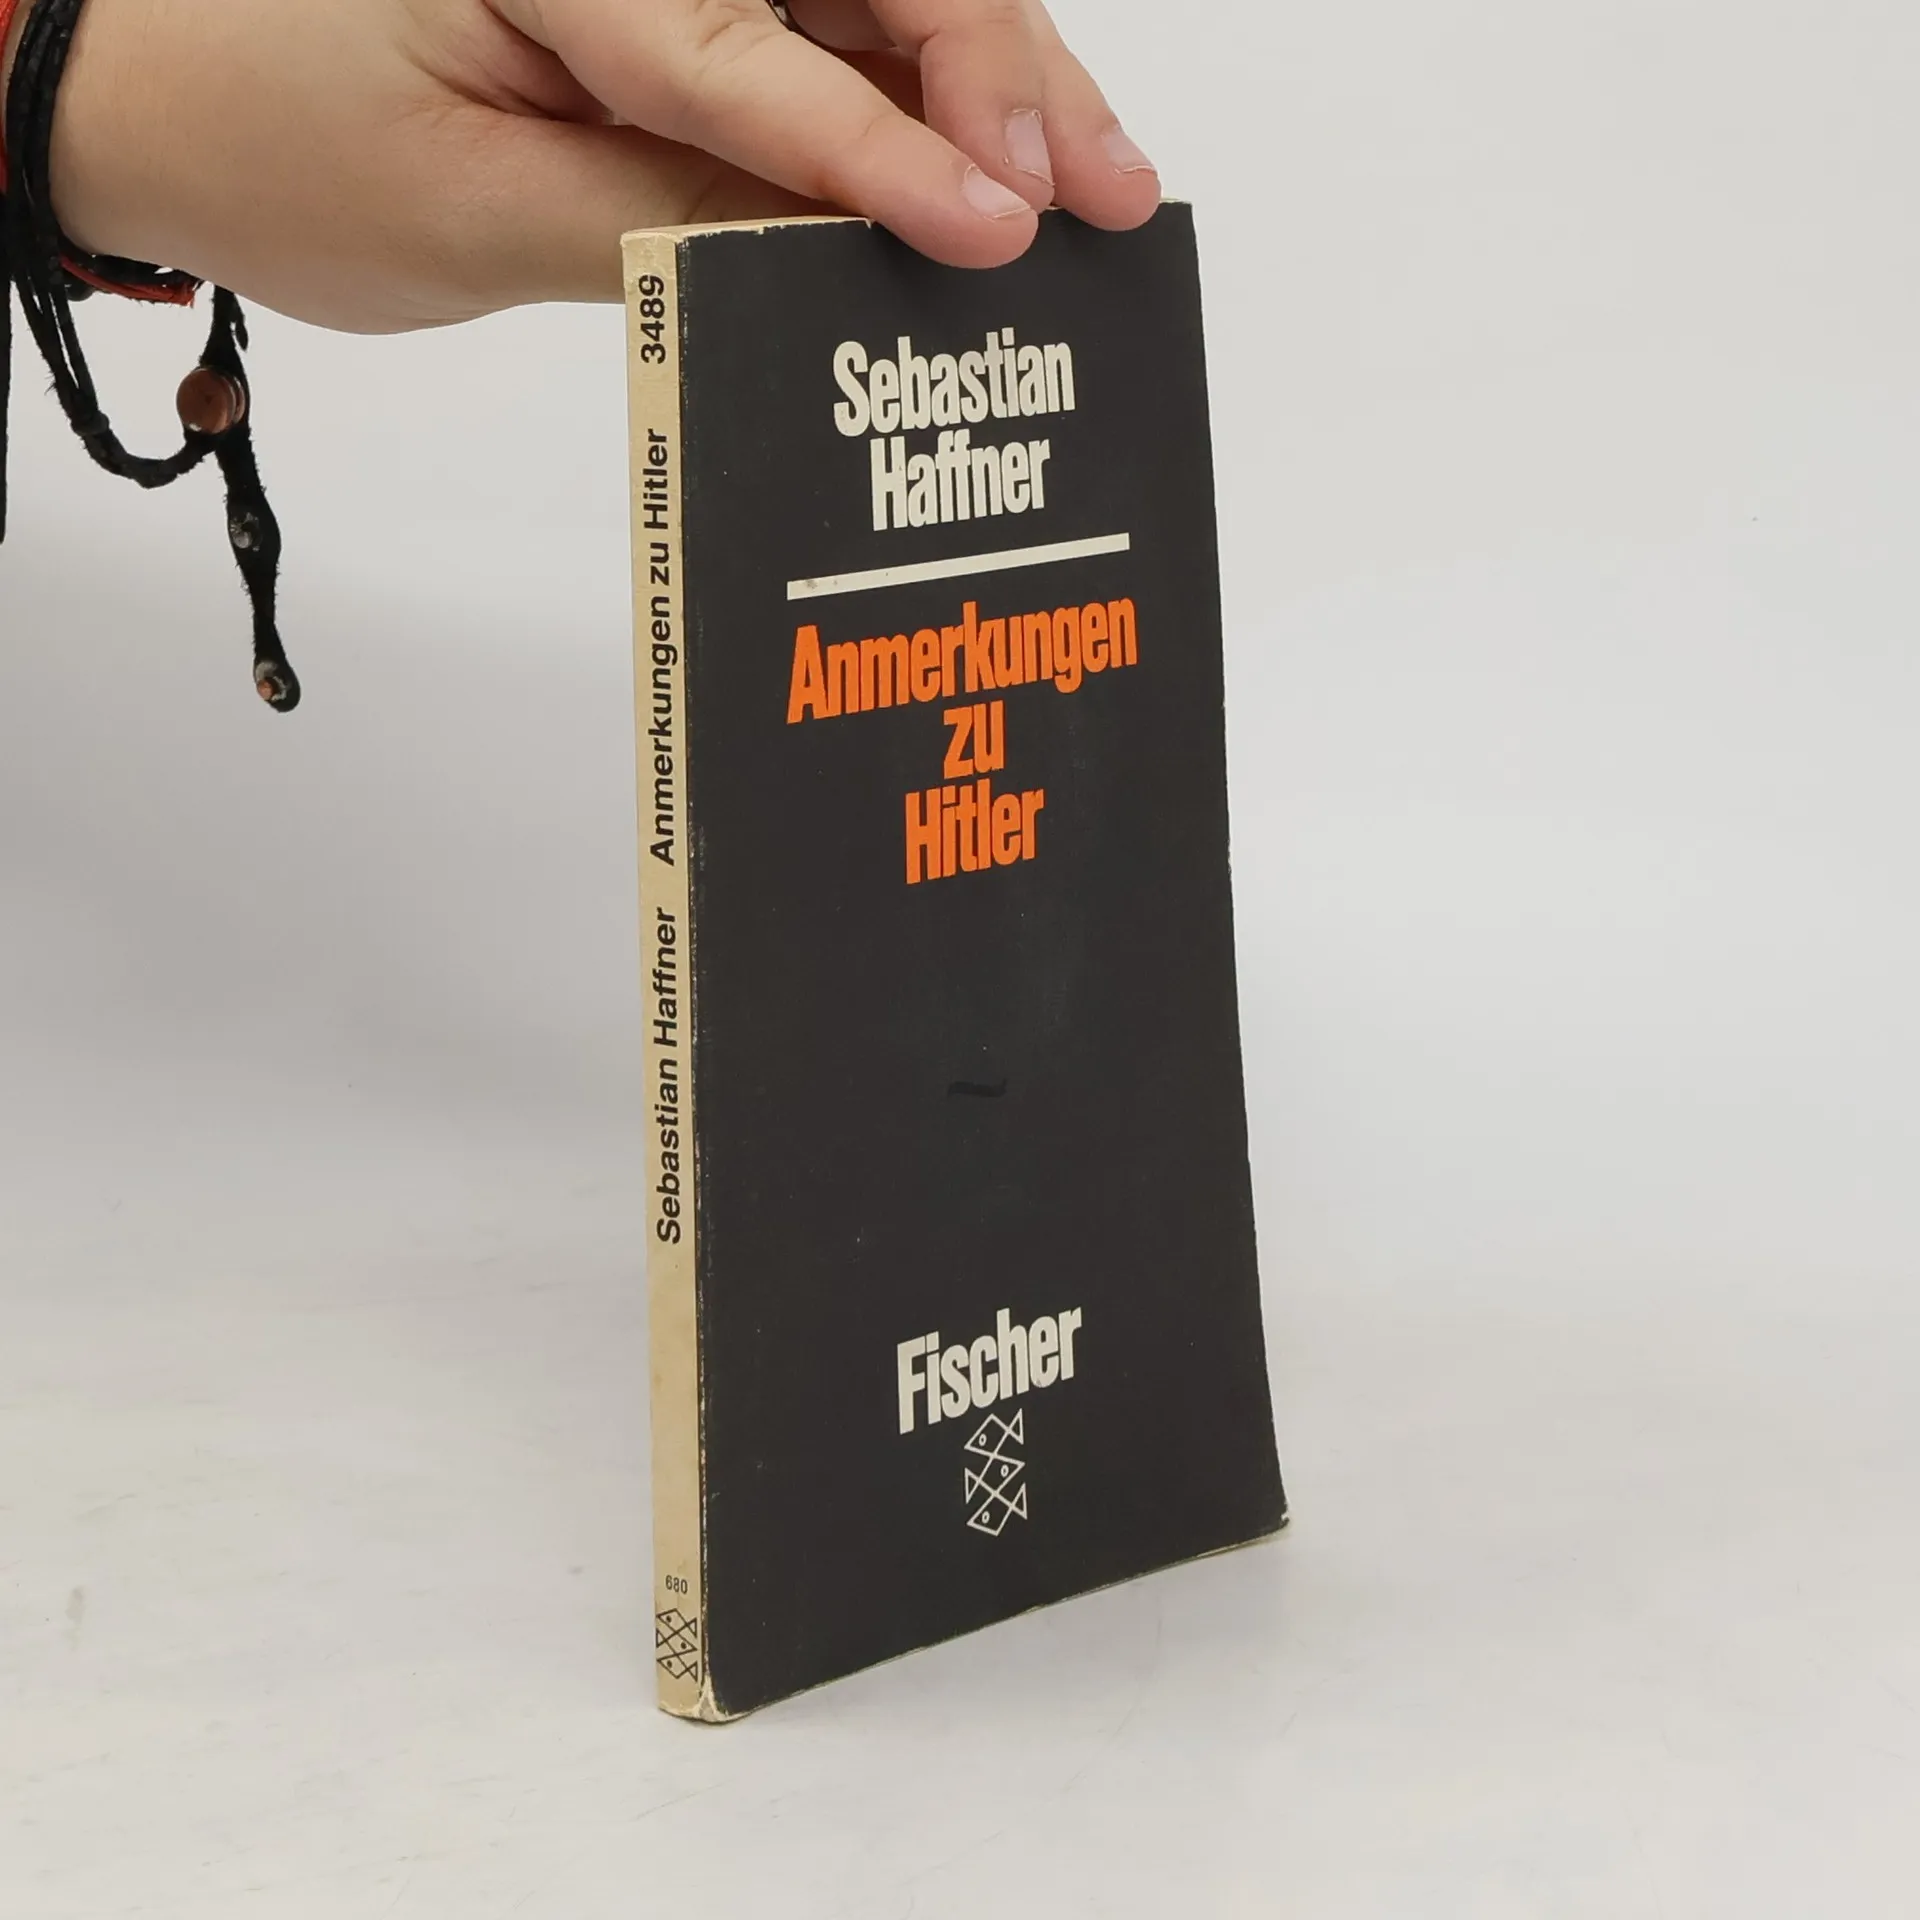 Sebastian
Haffner
Anmerkungen
zu
Hitler
Fischer
Sebastian Haffner Anmerkungen zu Hitler 3489
680